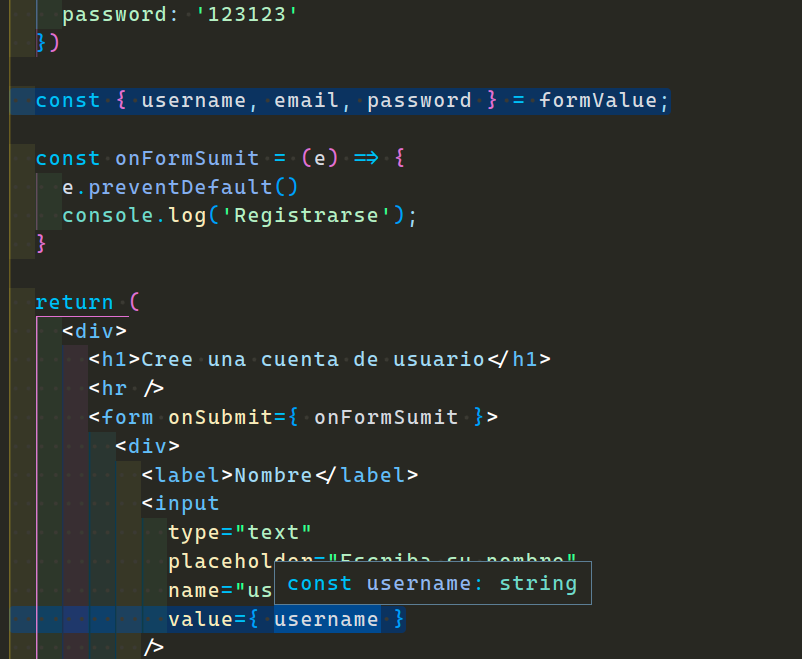 password: '123123'
})
const { username, email, password } = formValue;
const onFormSumit = (e) => {
e.preventDefault()
console.log('Registrarse');
}
return (
<div>
<h1>Cree una cuenta de usuario</h1>
<hr />
<form onSubmit={ onFormSumit }>
<div>
<label>Nombre</label>
<input
type="text"
placeholder="Escriba su nombre"
name="us
const username: string
value={ username }
/>